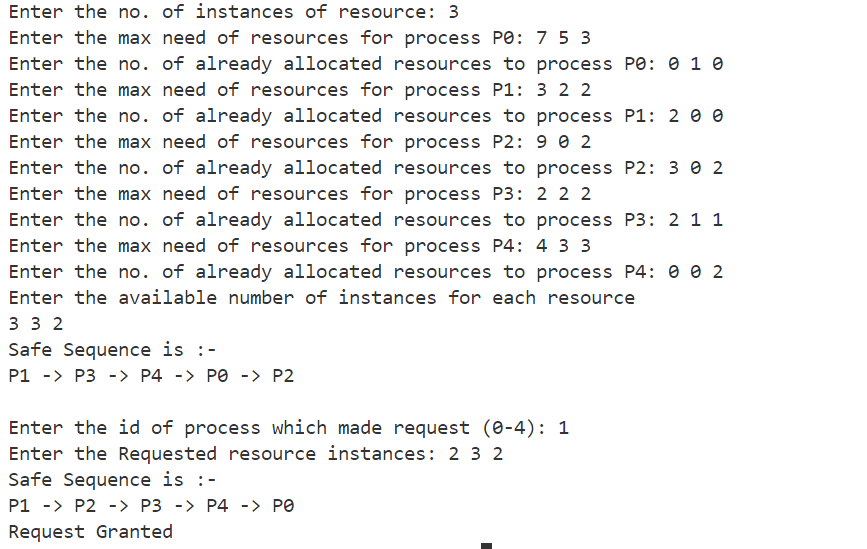 Enter the no. of instances of resource: 3
Enter the max need of resources for process P0: 7 5 3
Enter the no. of already allocated resources to process P0: 0 1 0
Enter the max need of resources for process P1: 3 2 2
Enter the no. of already allocated resources to process P1: 2 0 0
Enter the max need of resources for process P2: 9 0 2
Enter the no. of already allocated resources to process P2: 3 0 2
Enter the max need of resources for process P3: 2 2 2
Enter the no. of already allocated resources to process P3: 2 1 1
Enter the max need of resources for process P4: 4 3 3
Enter the no. of already allocated resources to process P4: 0 0 2
Enter the available number of instances for each resource
3 3 2
Safe Sequence is :-
P1 -> P3 -> P4 -> P0 -> P2
Enter the id of process which made request (0-4): 1
Enter the Requested resource instances: 2 3 2
Safe Sequence is :-
P1 -> P2 -> P3 -> P4 -> P0
Request Granted